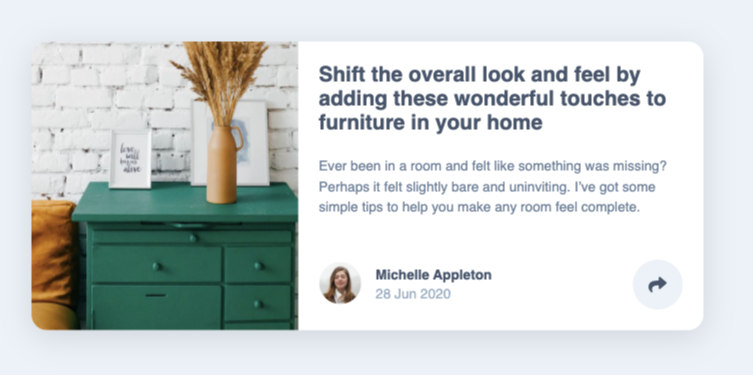 Shift the overall look and feel by
adding these wonderful touches to
furniture in your home
Ever been in a room and felt like something was missing?
Perhaps it felt slightly bare and uninviting. I've got some
simple tips to help you make any room feel complete.
Michelle Appleton
28 Jun 2020